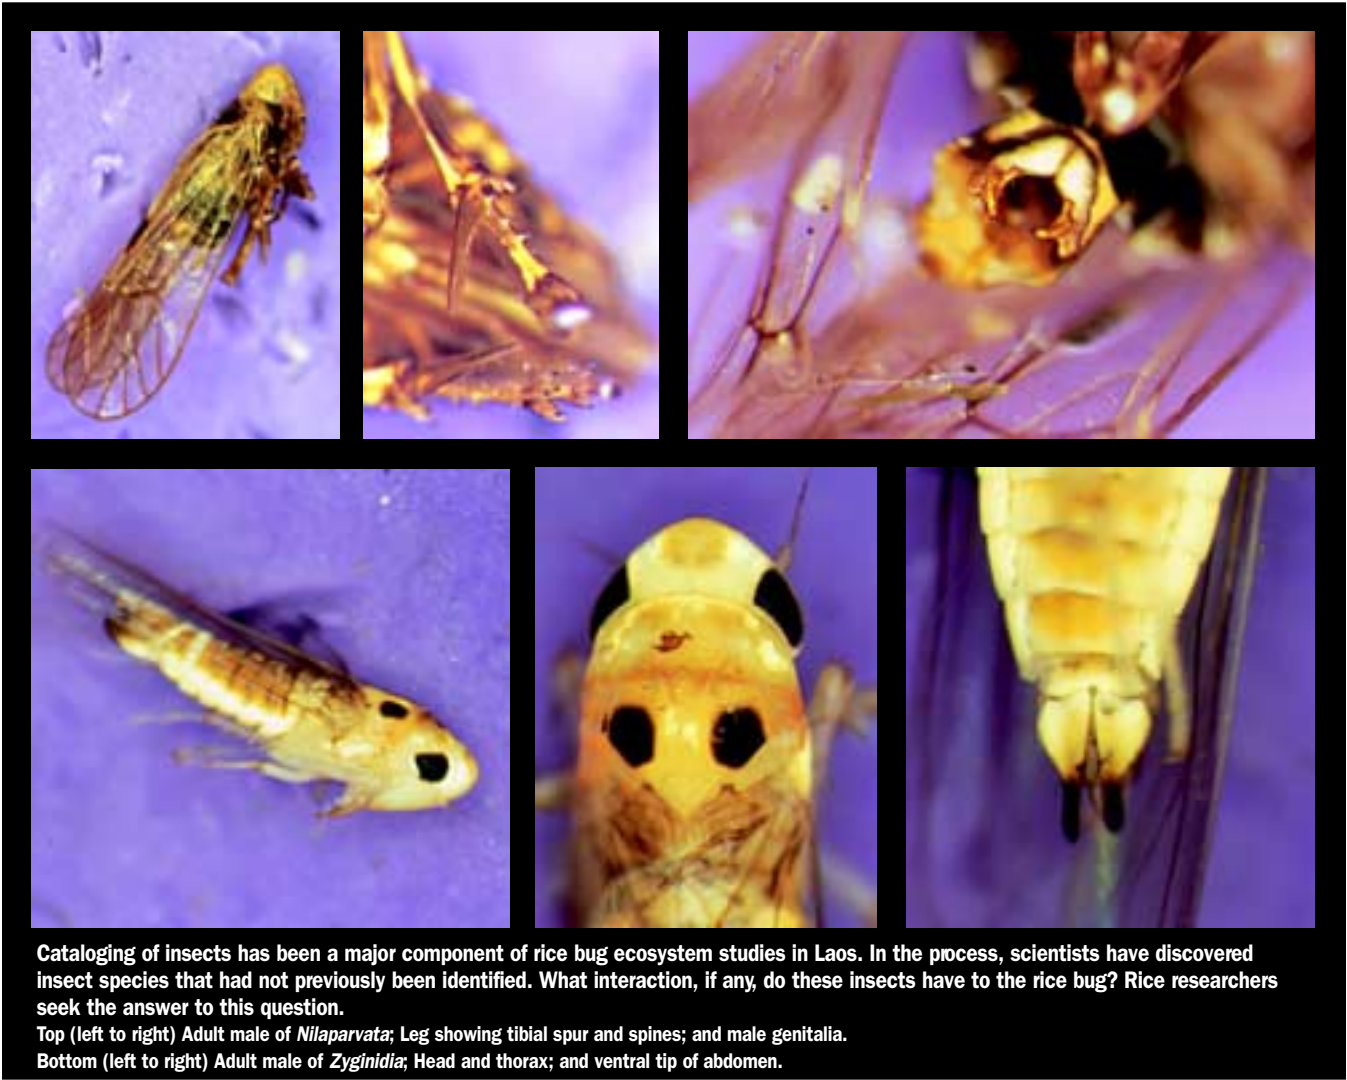 Cataloging of insects has been a major component of rice bug ecosystem studies in Laos. In the process, scientists have discovered
insect species that had not previously been identified. What interaction, if any, do these insects have to the rice bug? Rice researchers
seek the answer to this question.
Top (left to right) Adult male of Nilaparvata; Leg showing tibial spur and spines; and male genitalia.
Bottom (left to right) Adult male of Zyginidia; Head and thorax; and ventral tip of abdomen.